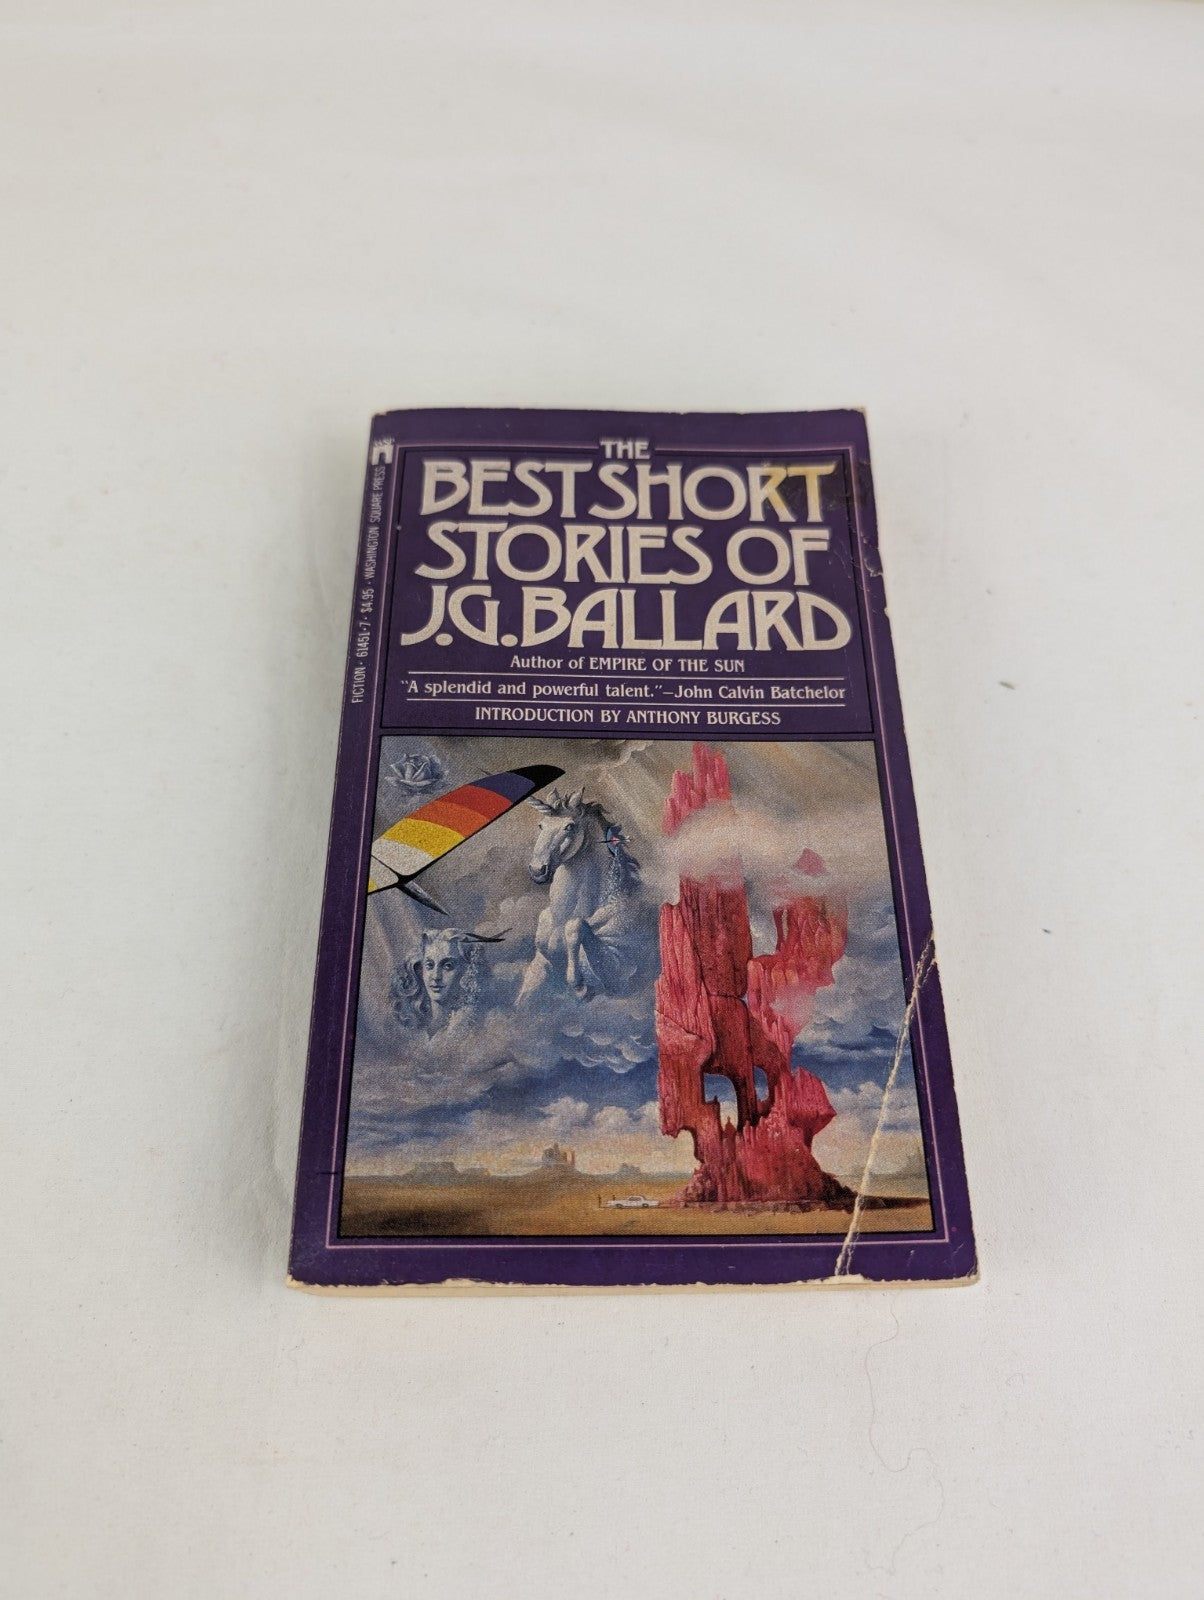 THE
BEST SHORT
STORIES OF
J.G. BALLARD
Author of EMPIRE OF THE SUN
"A splendid and powerful talent."—John Calvin Batchelor
INTRODUCTION BY ANTHONY BURGESS
FICTION · 61451-7 · $4.95 · WASHINGTON SQUARE PRESS